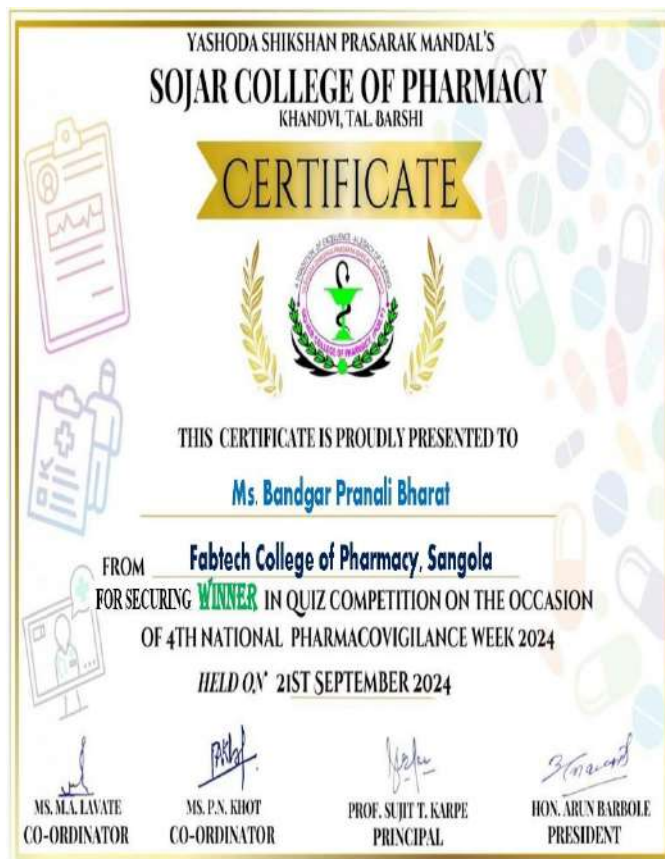 YASHODA SHIKSHAN PRASARAK MANDAL'S
SOJAR COLLEGE OF PHARMACY
KHANDVI, TAL. BARSHI
CERTIFICATE
THIS CERTIFICATE IS PROUDLY PRESENTED TO
Ms. Bandgar Pranali Bharat
FROM Fabtech College of Pharmacy, Sangola
FOR SECURING WINNER IN QUIZ COMPETITION ON THE OCCASION
OF 4TH NATIONAL PHARMACOVIGILANCE WEEK 2024
HELD ON 21ST SEPTEMBER 2024
MS. M.A. LAVATE MS. P.N. KHOT PROF. SUJIT T. KARPE HON. ARUN BARBOLE
CO-ORDINATOR CO-ORDINATOR PRINCIPAL PRESIDENT